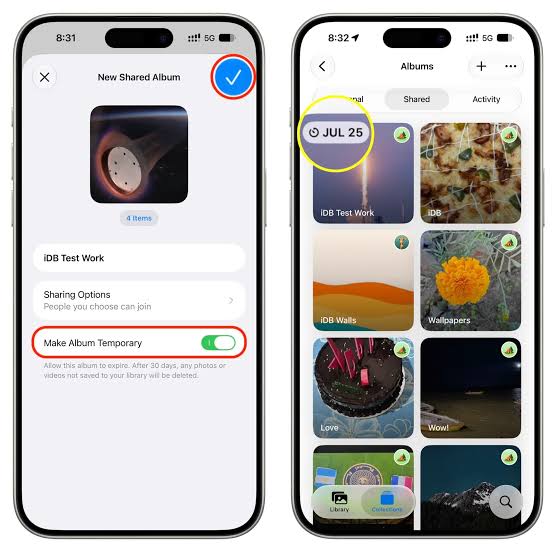 8:31
5G
New Shared Album
4 Items
iDB Test Work
Sharing Options
People you choose can join
Make Album Temporary
Allow this album to expire. After 30 days, any photos or
videos not saved to your library will be deleted.
8:32
5G
Albums
Shared
Activity
JUL 25
iDB Test Work
iDB
iDB Walls
Wallpapers
Love
Wow!
Library
Collections